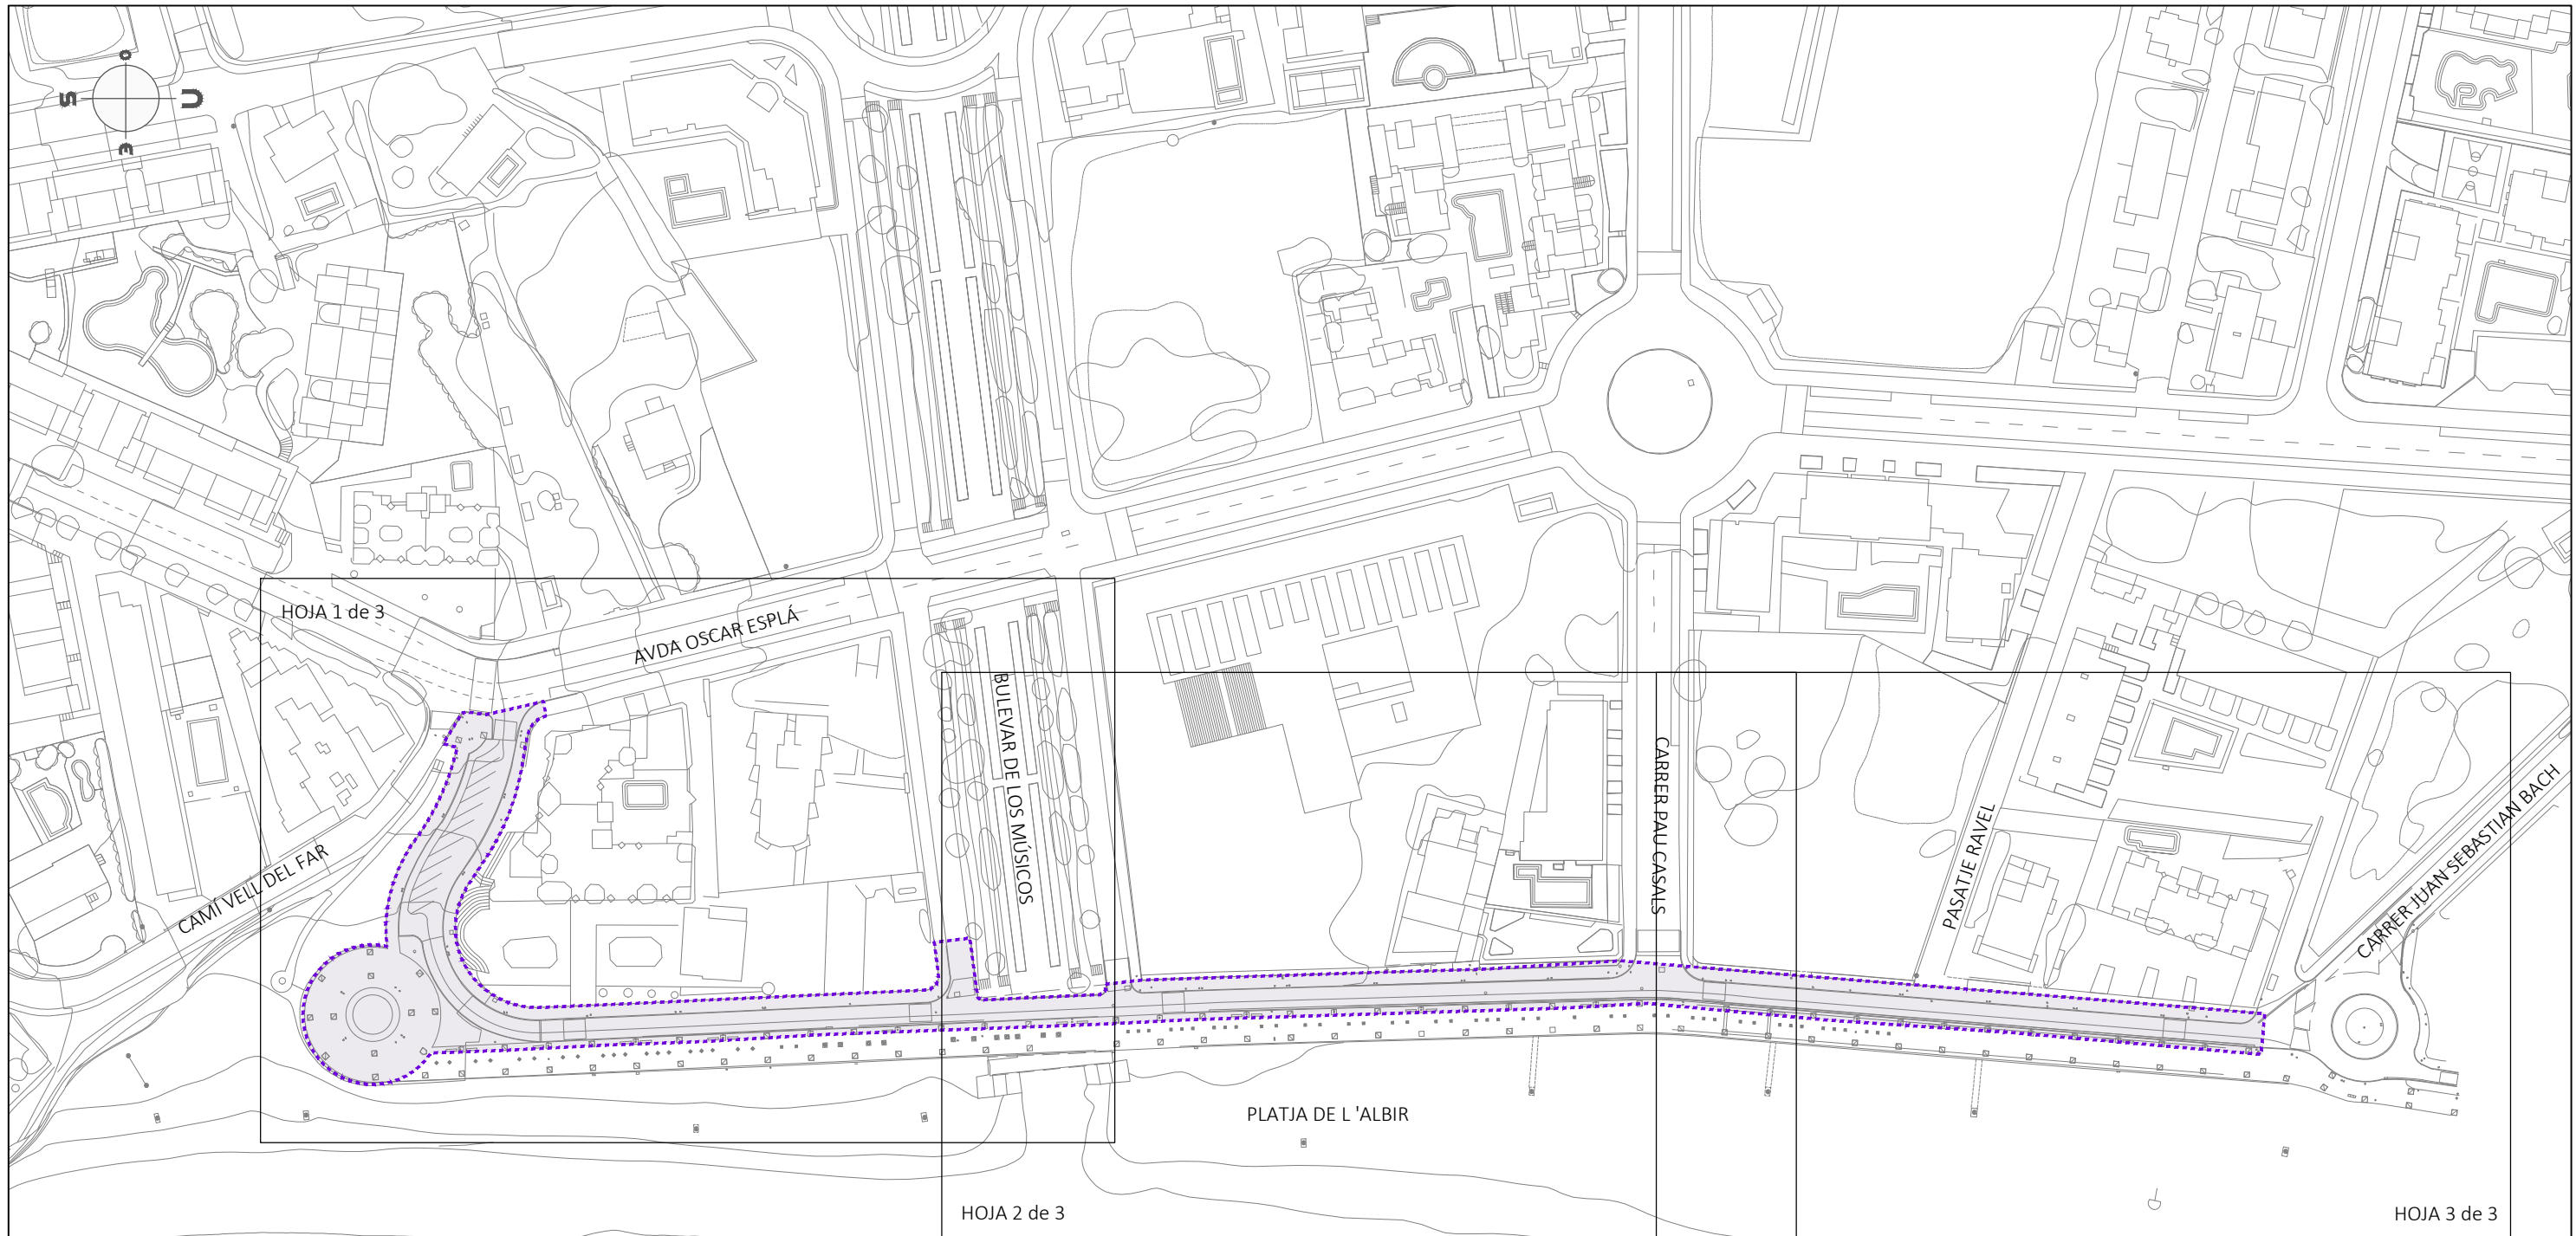 O
S
N
E
HOJA 1 de 3
AVDA OSCAR ESPLÁ
BULEVAR DE LOS MÚSICOS
CARRER PAU CASALS
PASATJE RAVEL
CARRER JUAN SEBASTIAN BACH
CAMÍ VELL DEL FAR
PLATJA DE L 'ALBIR
HOJA 2 de 3
HOJA 3 de 3